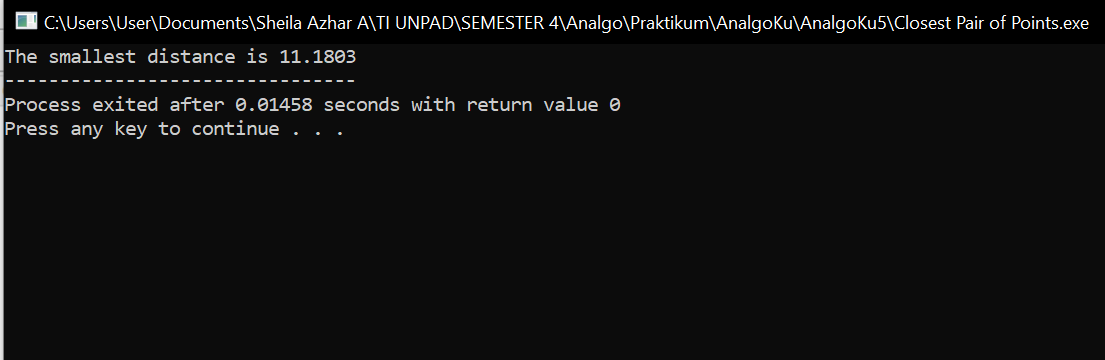 C:\Users\User\Documents\Sheila Azhar A\TI UNPAD\SEMESTER 4\Analgo\Praktikum\AnalgoKu\AnalgoKu5\Closest Pair of Points.exe
The smallest distance is 11.1803
--------------------------------
Process exited after 0.01458 seconds with return value 0
Press any key to continue . . .